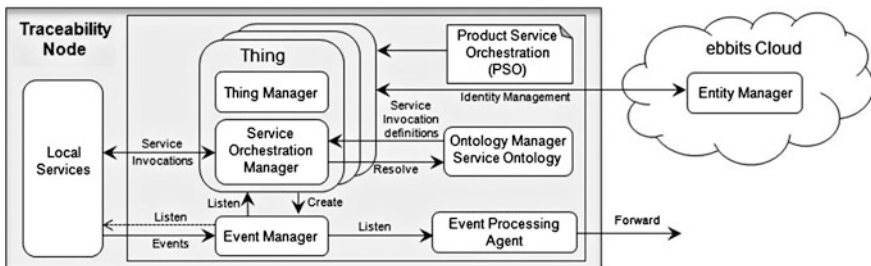 Traceability
Node
Thing
Product Service
Orchestration
(PSO)
ebbits Cloud
Thing Manager
Identity Management
Entity Manager
Service
Invocation
definitions
Local
Services
Service
Invocations
Service
Orchestration
Manager
Ontology Manager
Service Ontology
Resolve
Listen
Create
Listen
Events
Event Manager
Listen
Event Processing
Agent
Forward